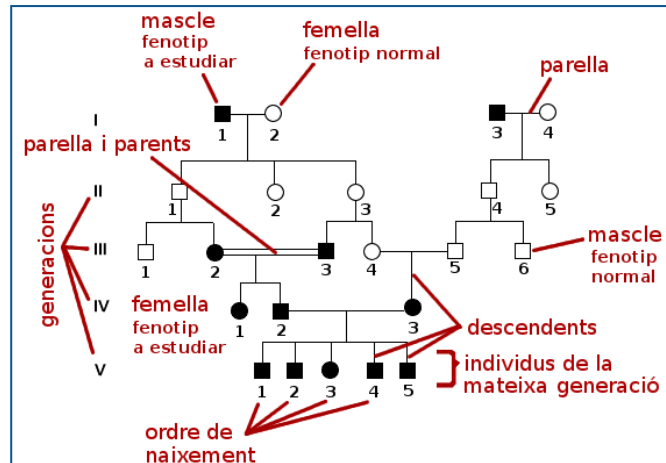 mascle
fenotip
a estudiar
femella
fenotip normal
parella
I
1
2
3
4
parella i parents
II
1
2
3
4
5
generacions
III
1
2
3
4
5
6
mascle
fenotip
normal
IV
femella
fenotip
a estudiar
1
2
3
descendents
V
1
2
3
4
5
individus de la
mateixa generació
ordre de
naixement